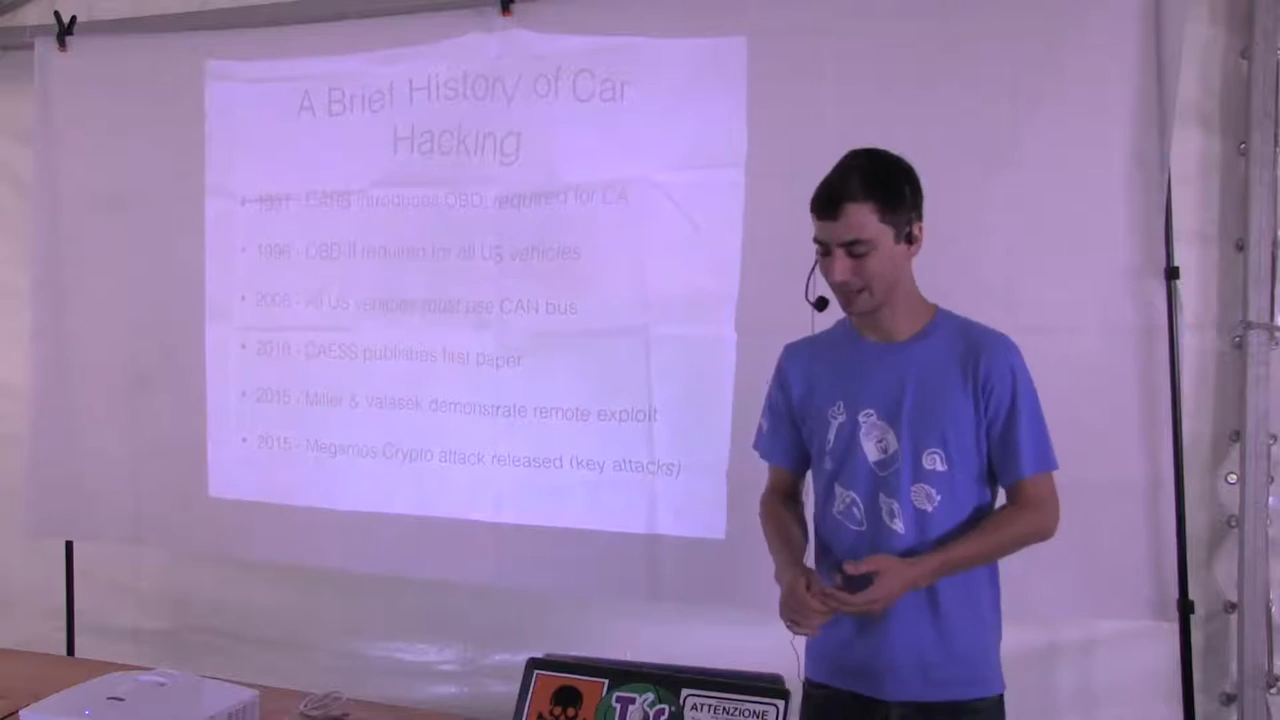 A Brief History of Car
Hacking
• 1991 - CARB introduces OBD, required for CA
• 1996 - OBD-II required for all US vehicles
• 2008 - All US vehicles must use CAN bus
• 2010 - CAESS publishes first paper
• 2015 - Miller & Valasek demonstrate remote exploit
• 2015 - Megamos Crypto attack released (key attacks)
ATTENZIONE